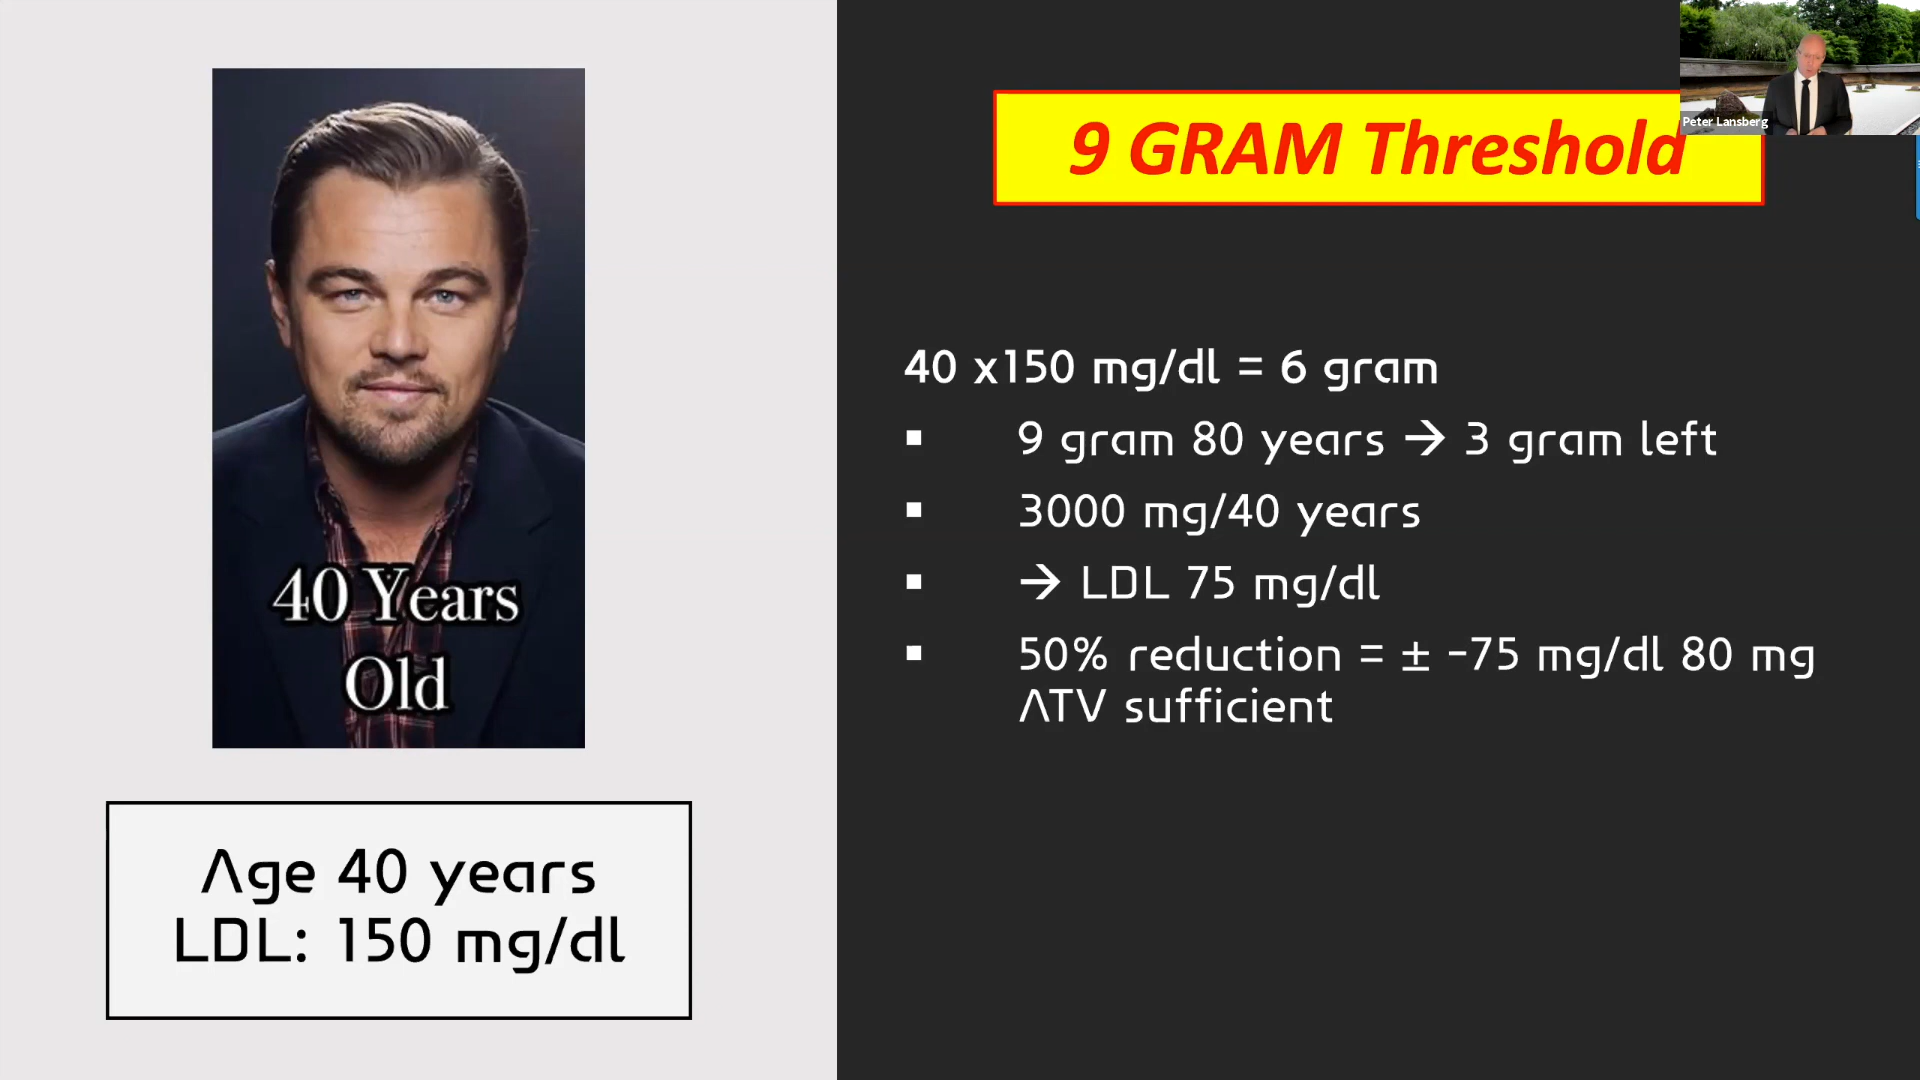 40 Years
Old
Age 40 years
LDL: 150 mg/dl
9 GRAM Threshold
Peter Lansberg
40 x150 mg/dl = 6 gram
▪ 9 gram 80 years → 3 gram left
▪ 3000 mg/40 years
▪ → LDL 75 mg/dl
▪ 50% reduction = ± -75 mg/dl 80 mg
ATV sufficient